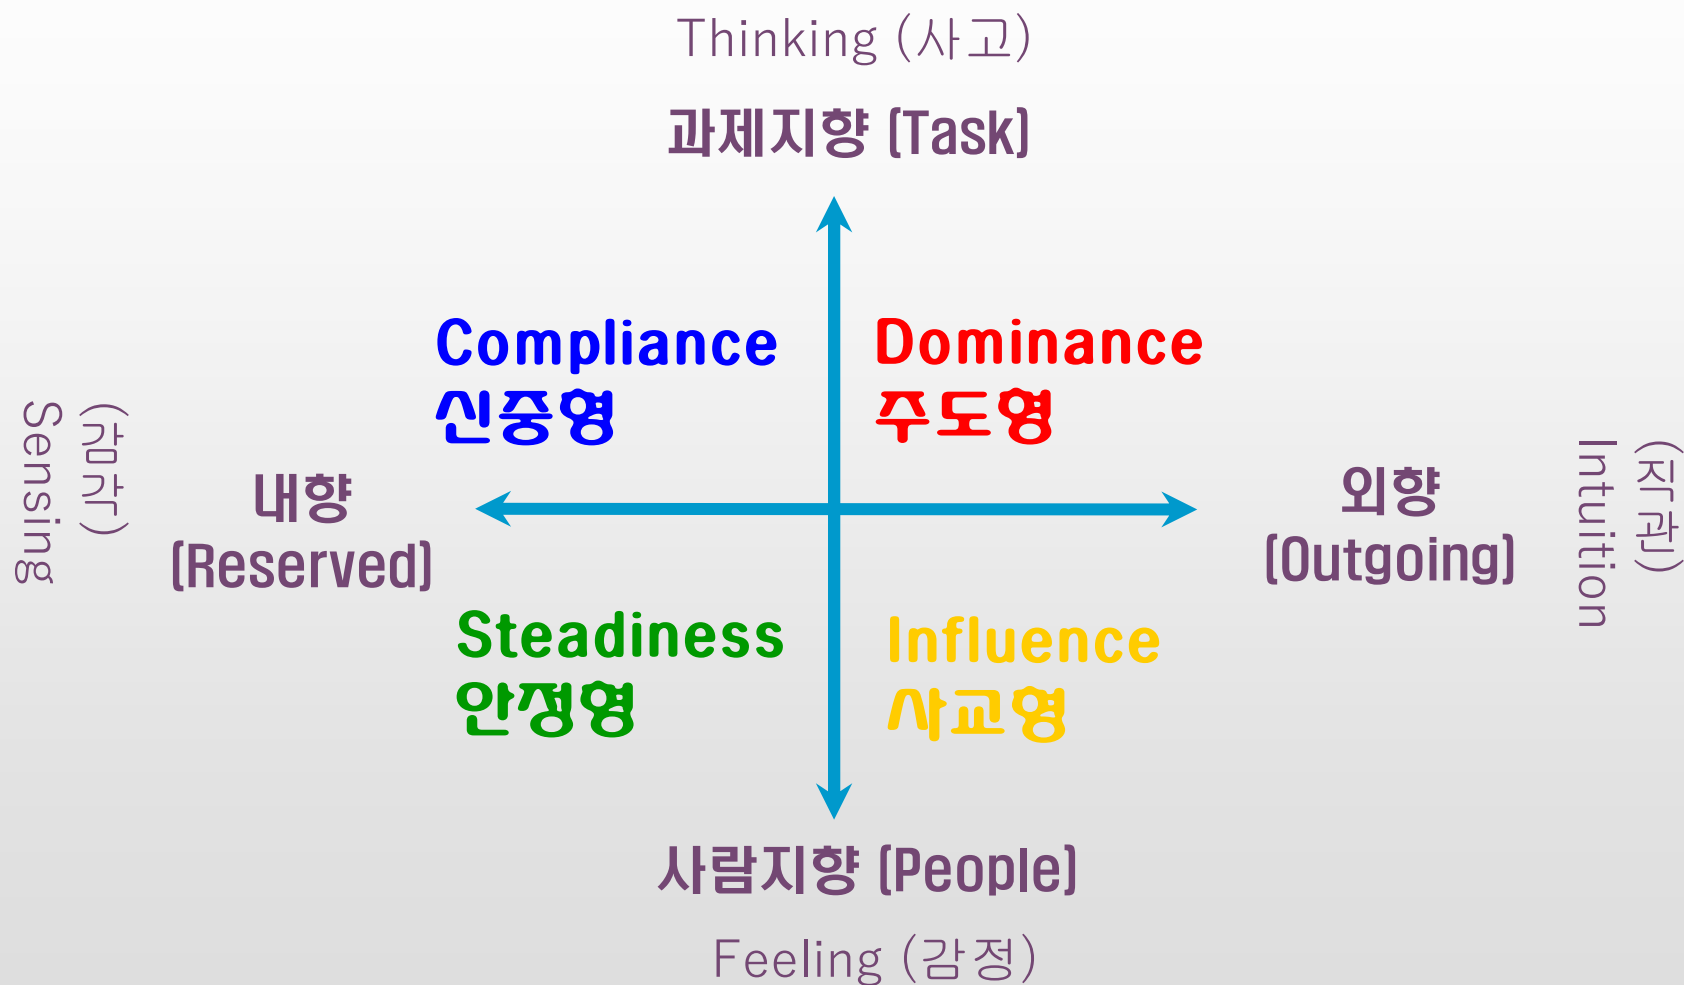 Thinking (사고)
과제지향 (Task)
Compliance
신중형
Dominance
주도형
(감각)
Sensing
내향
(Reserved)
외향
(Outgoing)
(직관)
Intuition
Steadiness
안정형
Influence
사교형
사람지향 (People)
Feeling (감정)